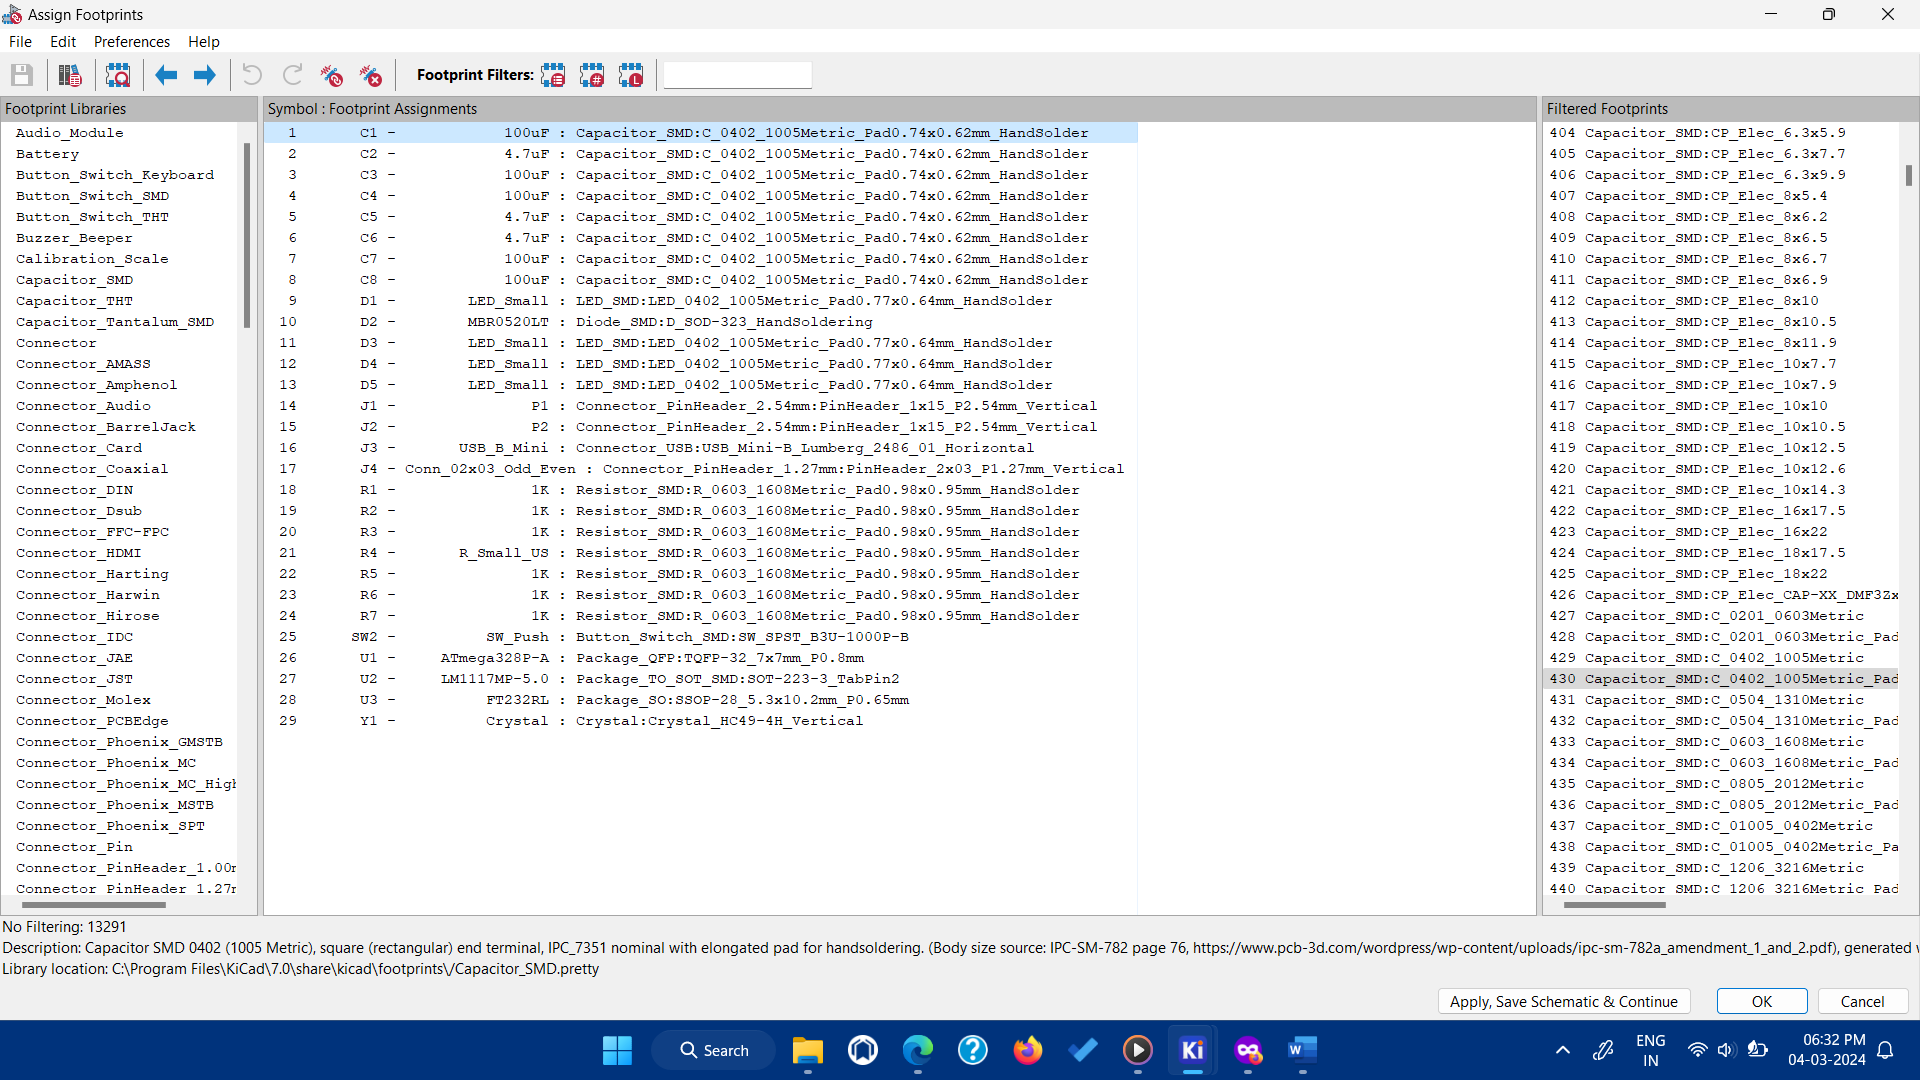 Assign Footprints
File Edit Preferences Help
Footprint Filters:
Footprint Libraries
Audio_Module
Battery
Button_Switch_Keyboard
Button_Switch_SMD
Button_Switch_THT
Buzzer_Beeper
Calibration_Scale
Capacitor_SMD
Capacitor_THT
Capacitor_Tantalum_SMD
Connector
Connector_AMASS
Connector_Amphenol
Connector_Audio
Connector_BarrelJack
Connector_Card
Connector_Coaxial
Connector_DIN
Connector_Dsub
Connector_FFC-FPC
Connector_HDMI
Connector_Harting
Connector_Harwin
Connector_Hirose
Connector_IDC
Connector_JAE
Connector_JST
Connector_Molex
Connector_PCBEdge
Connector_Phoenix_GMSTB
Connector_Phoenix_MC
Connector_Phoenix_MC_High
Connector_Phoenix_MSTB
Connector_Phoenix_SPT
Connector_Pin
Connector_PinHeader_1.00m
Connector_PinHeader_1.27m
Symbol : Footprint Assignments
1 C1 - 100uF : Capacitor_SMD:C_0402_1005Metric_Pad0.74x0.62mm_HandSolder
2 C2 - 4.7uF : Capacitor_SMD:C_0402_1005Metric_Pad0.74x0.62mm_HandSolder
3 C3 - 100uF : Capacitor_SMD:C_0402_1005Metric_Pad0.74x0.62mm_HandSolder
4 C4 - 100uF : Capacitor_SMD:C_0402_1005Metric_Pad0.74x0.62mm_HandSolder
5 C5 - 4.7uF : Capacitor_SMD:C_0402_1005Metric_Pad0.74x0.62mm_HandSolder
6 C6 - 4.7uF : Capacitor_SMD:C_0402_1005Metric_Pad0.74x0.62mm_HandSolder
7 C7 - 100uF : Capacitor_SMD:C_0402_1005Metric_Pad0.74x0.62mm_HandSolder
8 C8 - 100uF : Capacitor_SMD:C_0402_1005Metric_Pad0.74x0.62mm_HandSolder
9 D1 - LED_Small : LED_SMD:LED_0402_1005Metric_Pad0.77x0.64mm_HandSolder
10 D2 - MBR0520LT : Diode_SMD:D_SOD-323_HandSoldering
11 D3 - LED_Small : LED_SMD:LED_0402_1005Metric_Pad0.77x0.64mm_HandSolder
12 D4 - LED_Small : LED_SMD:LED_0402_1005Metric_Pad0.77x0.64mm_HandSolder
13 D5 - LED_Small : LED_SMD:LED_0402_1005Metric_Pad0.77x0.64mm_HandSolder
14 J1 - P1 : Connector_PinHeader_2.54mm:PinHeader_1x15_P2.54mm_Vertical
15 J2 - P2 : Connector_PinHeader_2.54mm:PinHeader_1x15_P2.54mm_Vertical
16 J3 - USB_B_Mini : Connector_USB:USB_Mini-B_Lumberg_2486_01_Horizontal
17 J4 - Conn_02x03_Odd_Even : Connector_PinHeader_1.27mm:PinHeader_2x03_P1.27mm_Vertical
18 R1 - 1K : Resistor_SMD:R_0603_1608Metric_Pad0.98x0.95mm_HandSolder
19 R2 - 1K : Resistor_SMD:R_0603_1608Metric_Pad0.98x0.95mm_HandSolder
20 R3 - 1K : Resistor_SMD:R_0603_1608Metric_Pad0.98x0.95mm_HandSolder
21 R4 - R_Small_US : Resistor_SMD:R_0603_1608Metric_Pad0.98x0.95mm_HandSolder
22 R5 - 1K : Resistor_SMD:R_0603_1608Metric_Pad0.98x0.95mm_HandSolder
23 R6 - 1K : Resistor_SMD:R_0603_1608Metric_Pad0.98x0.95mm_HandSolder
24 R7 - 1K : Resistor_SMD:R_0603_1608Metric_Pad0.98x0.95mm_HandSolder
25 SW2 - SW_Push : Button_Switch_SMD:SW_SPST_B3U-1000P-B
26 U1 - ATmega328P-A : Package_QFP:TQFP-32_7x7mm_P0.8mm
27 U2 - LM1117MP-5.0 : Package_TO_SOT_SMD:SOT-223-3_TabPin2
28 U3 - FT232RL : Package_SO:SSOP-28_5.3x10.2mm_P0.65mm
29 Y1 - Crystal : Crystal:Crystal_HC49-4H_Vertical
Filtered Footprints
404 Capacitor_SMD:CP_Elec_6.3x5.9
405 Capacitor_SMD:CP_Elec_6.3x7.7
406 Capacitor_SMD:CP_Elec_6.3x9.9
407 Capacitor_SMD:CP_Elec_8x5.4
408 Capacitor_SMD:CP_Elec_8x6.2
409 Capacitor_SMD:CP_Elec_8x6.5
410 Capacitor_SMD:CP_Elec_8x6.7
411 Capacitor_SMD:CP_Elec_8x6.9
412 Capacitor_SMD:CP_Elec_8x10
413 Capacitor_SMD:CP_Elec_8x10.5
414 Capacitor_SMD:CP_Elec_8x11.9
415 Capacitor_SMD:CP_Elec_10x7.7
416 Capacitor_SMD:CP_Elec_10x7.9
417 Capacitor_SMD:CP_Elec_10x10
418 Capacitor_SMD:CP_Elec_10x10.5
419 Capacitor_SMD:CP_Elec_10x12.5
420 Capacitor_SMD:CP_Elec_10x12.6
421 Capacitor_SMD:CP_Elec_10x14.3
422 Capacitor_SMD:CP_Elec_16x17.5
423 Capacitor_SMD:CP_Elec_16x22
424 Capacitor_SMD:CP_Elec_18x17.5
425 Capacitor_SMD:CP_Elec_18x22
426 Capacitor_SMD:CP_Elec_CAP-XX_DMF3Zx
427 Capacitor_SMD:C_0201_0603Metric
428 Capacitor_SMD:C_0201_0603Metric_Pad
429 Capacitor_SMD:C_0402_1005Metric
430 Capacitor_SMD:C_0402_1005Metric_Pad
431 Capacitor_SMD:C_0504_1310Metric
432 Capacitor_SMD:C_0504_1310Metric_Pad
433 Capacitor_SMD:C_0603_1608Metric
434 Capacitor_SMD:C_0603_1608Metric_Pad
435 Capacitor_SMD:C_0805_2012Metric
436 Capacitor_SMD:C_0805_2012Metric_Pad
437 Capacitor_SMD:C_01005_0402Metric
438 Capacitor_SMD:C_01005_0402Metric_Pa
439 Capacitor_SMD:C_1206_3216Metric
440 Capacitor_SMD:C_1206_3216Metric_Pad
No Filtering: 13291
Description: Capacitor SMD 0402 (1005 Metric), square (rectangular) end terminal, IPC_7351 nominal with elongated pad for handsoldering. (Body size source: IPC-SM-782 page 76, https://www.pcb-3d.com/wordpress/wp-content/uploads/ipc-sm-782a_amendment_1_and_2.pdf), generated w
Library location: C:\Program Files\KiCad\7.0\share\kicad\footprints\/Capacitor_SMD.pretty
Apply, Save Schematic & Continue OK Cancel
Search
Ki
W
ENG
IN
06:32 PM
04-03-2024